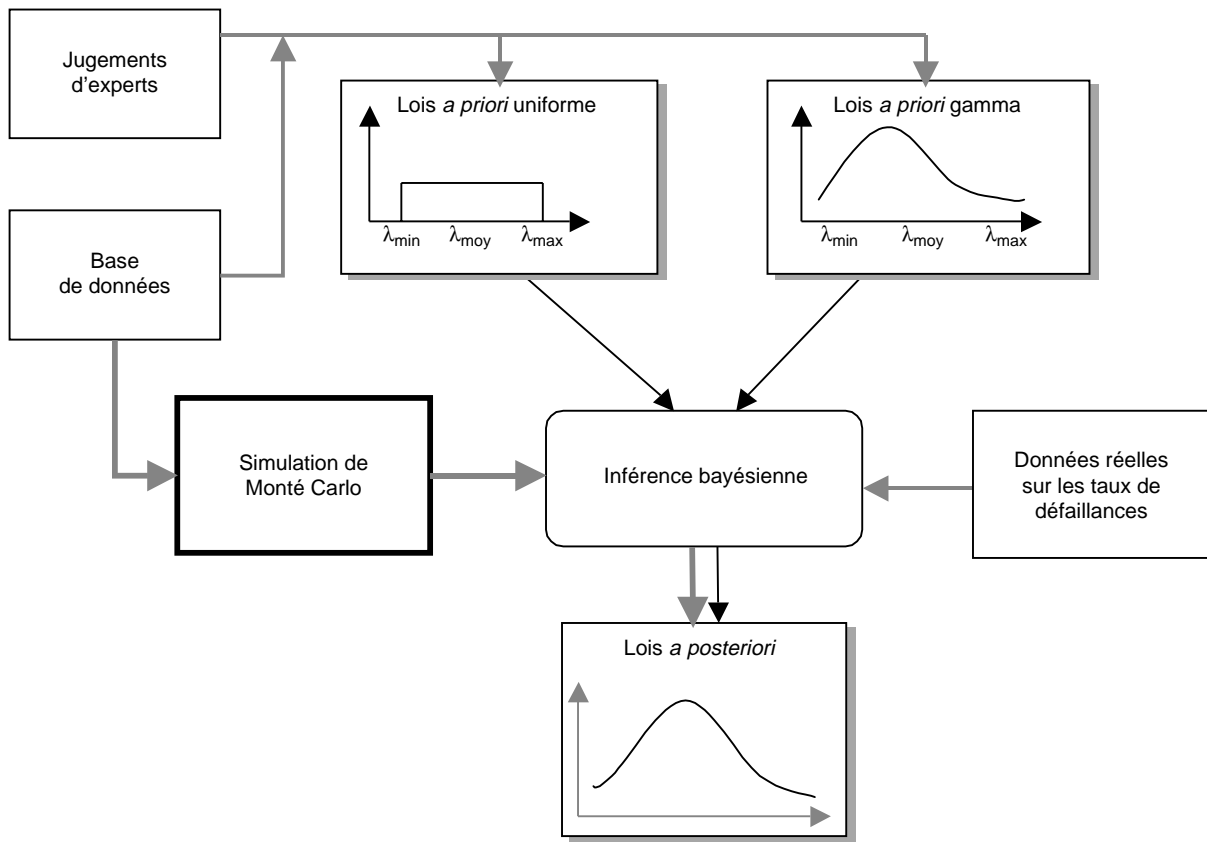 Jugements
d'experts
Lois a priori uniforme
λmin λmoy λmax
Lois a priori gamma
λmin λmoy λmax
Base
de données
Simulation de
Monté Carlo
Inférence bayésienne
Données réelles
sur les taux de
défaillances
Lois a posteriori